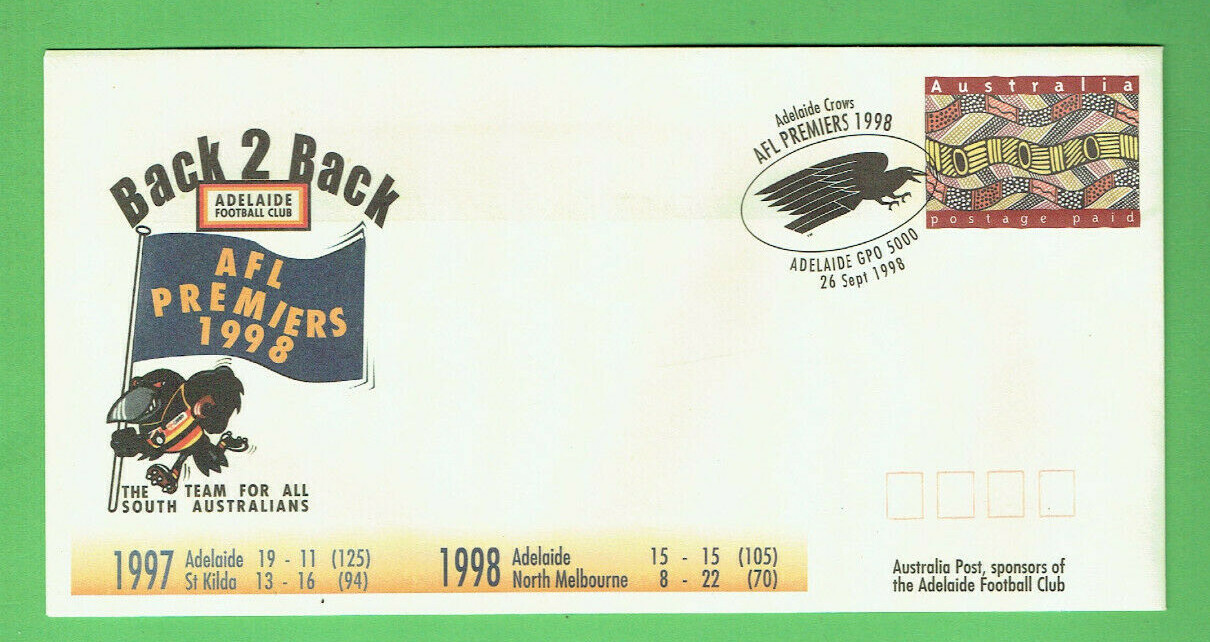 Back 2 Back
ADELAIDE
FOOTBALL CLUB
AFL
PREMIERS
1998
THE TEAM FOR ALL
SOUTH AUSTRALIANS
Adelaide Crows
AFL PREMIERS 1998
TM
ADELAIDE GPO 5000
26 Sept 1998
Australia
postage paid
1997 Adelaide 19 - 11 (125)
St Kilda 13 - 16 (94)
1998 Adelaide 15 - 15 (105)
North Melbourne 8 - 22 (70)
Australia Post, sponsors of
the Adelaide Football Club